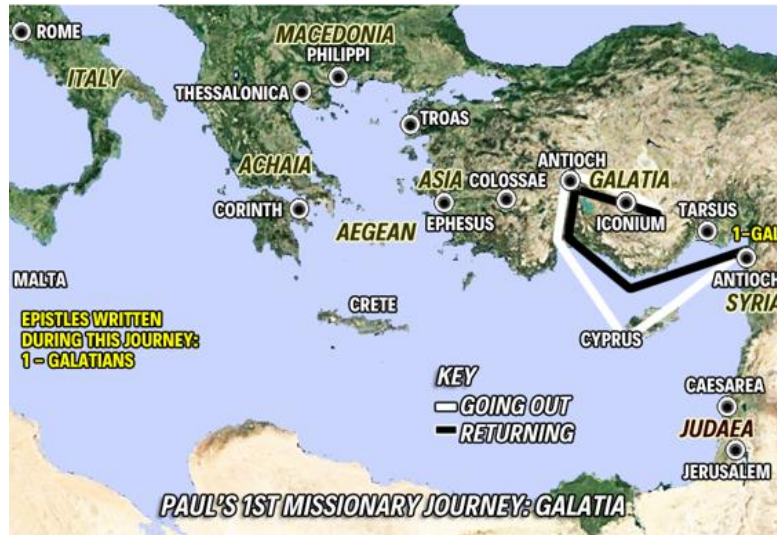 ROME
MACEDONIA
PHILIPPI
ITALY
THESSALONICA
TROAS
ACHAIA
ANTIOCH
ASIA
COLOSSAE
GALATIA
CORINTH
EPHESUS
ICONIUM
TARSUS
AEGEAN
1-GAL
ANTIOCH
MALTA
CRETE
SYRIA
EPISTLES WRITTEN
DURING THIS JOURNEY:
1 – GALATIANS
CYPRUS
KEY
GOING OUT
RETURNING
CAESAREA
JUDAEA
JERUSALEM
PAUL'S 1ST MISSIONARY JOURNEY: GALATIA